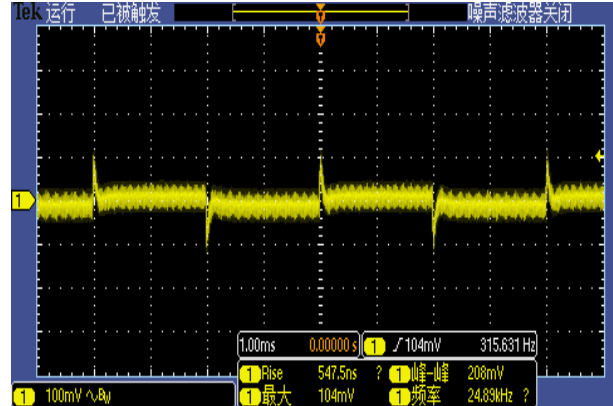 Tek 运行 已被触发 噪声滤波器关闭
T
T
1
1.00ms 0.00000 s 1 ∫104mV 315.631 Hz
1 Rise 547.5ns ? 1 峰-峰 208mV
1 100mV ∿BW 1 最大 104mV 1 频率 24.89kHz ?